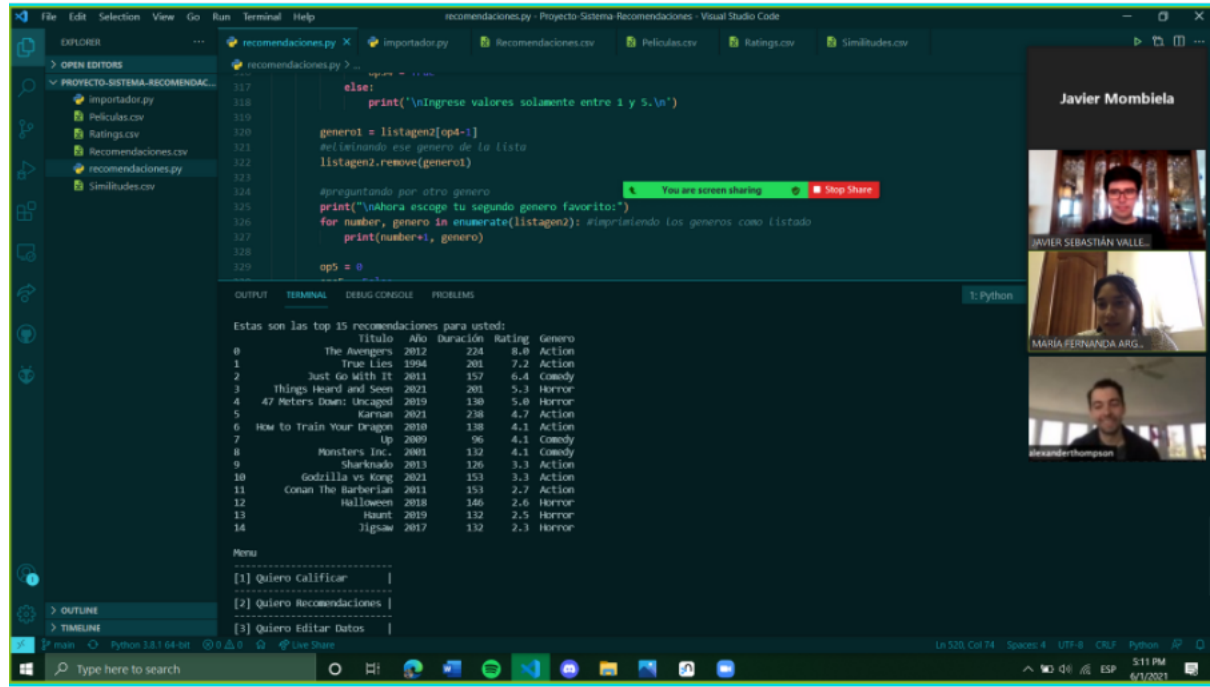 File Edit Selection View Go Run Terminal Help
recomendaciones.py - Proyecto-Sistema-Recomendaciones - Visual Studio Code
EXPLORER
OPEN EDITORS
PROYECTO-SISTEMA-RECOMENDAC...
importador.py
Peliculas.csv
Ratings.csv
Recomendaciones.csv
recomendaciones.py
Similitudes.csv
OUTLINE
TIMELINE
recomendaciones.py importador.py Recomendaciones.csv Peliculas.csv Ratings.csv Similitudes.csv
recomendaciones.py > ...
317 else:
318 print('\nIngrese valores solamente entre 1 y 5.\n')
319
320 genero1 = listagen2[op4-1]
321 #eliminando ese genero de la lista
322 listagen2.remove(genero1)
323
324 #preguntando por otro genero
325 print("\nAhora escoge tu segundo genero favorito:")
326 for number, genero in enumerate(listagen2): #imprimiendo los generos como listado
327 print(number+1, genero)
328
329 op5 = 0
You are screen sharing Stop Share
OUTPUT TERMINAL DEBUG CONSOLE PROBLEMS
1: Python
Estas son las top 15 recomendaciones para usted:
Titulo Año Duración Rating Genero
0 The Avengers 2012 224 8.0 Action
1 True Lies 1994 201 7.2 Action
2 Just Go With It 2011 157 6.4 Comedy
3 Things Heard and Seen 2021 201 5.3 Horror
4 47 Meters Down: Uncaged 2019 130 5.0 Horror
5 Karnan 2021 238 4.7 Action
6 How to Train Your Dragon 2010 138 4.1 Action
7 Up 2009 96 4.1 Comedy
8 Monsters Inc. 2001 132 4.1 Comedy
9 Sharknado 2013 126 3.3 Action
10 Godzilla vs Kong 2021 153 3.3 Action
11 Conan The Barberian 2011 153 2.7 Action
12 Halloween 2018 146 2.6 Horror
13 Haunt 2019 132 2.5 Horror
14 Jigsaw 2017 132 2.3 Horror
Menu
----------------------------
[1] Quiero Calificar |
----------------------------
[2] Quiero Recomendaciones |
----------------------------
[3] Quiero Editar Datos |
Javier Mombiela
JAVIER SEBASTIÁN VALLE...
MARÍA FERNANDA ARG...
alexanderthompson
main Python 3.8.1 64-bit 0 0 Live Share
Ln 520, Col 74 Spaces: 4 UTF-8 CRLF Python
Type here to search
ESP
5:11 PM
6/1/2021